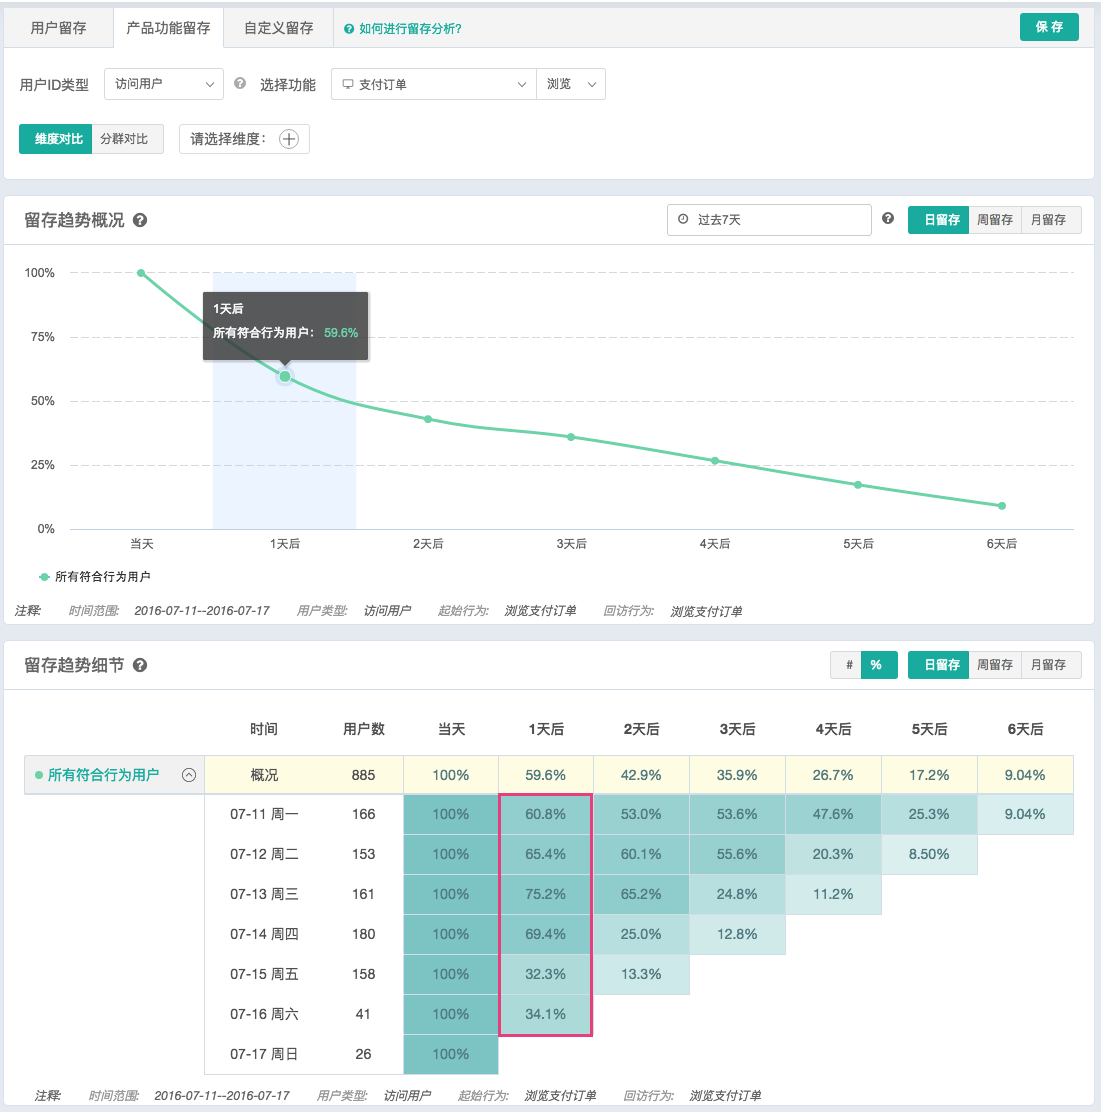 用户留存 产品功能留存 自定义留存 ? 如何进行留存分析? 保存
用户ID类型 访问用户 ? 选择功能 支付订单 浏览
维度对比 分群对比 请选择维度: +
留存趋势概况 ? 过去7天 ? 日留存 周留存 月留存
100%
1天后
75%
所有符合行为用户: 59.6%
50%
25%
0%
当天 1天后 2天后 3天后 4天后 5天后 6天后
所有符合行为用户
注释: 时间范围: 2016-07-11--2016-07-17 用户类型: 访问用户 起始行为: 浏览支付订单 回访行为: 浏览支付订单
留存趋势细节 ? # % 日留存 周留存 月留存
时间 用户数 当天 1天后 2天后 3天后 4天后 5天后 6天后
所有符合行为用户 概况 885 100% 59.6% 42.9% 35.9% 26.7% 17.2% 9.04%
07-11 周一 166 100% 60.8% 53.0% 53.6% 47.6% 25.3% 9.04%
07-12 周二 153 100% 65.4% 60.1% 55.6% 20.3% 8.50%
07-13 周三 161 100% 75.2% 65.2% 24.8% 11.2%
07-14 周四 180 100% 69.4% 25.0% 12.8%
07-15 周五 158 100% 32.3% 13.3%
07-16 周六 41 100% 34.1%
07-17 周日 26 100%
注释: 时间范围: 2016-07-11--2016-07-17 用户类型: 访问用户 起始行为: 浏览支付订单 回访行为: 浏览支付订单